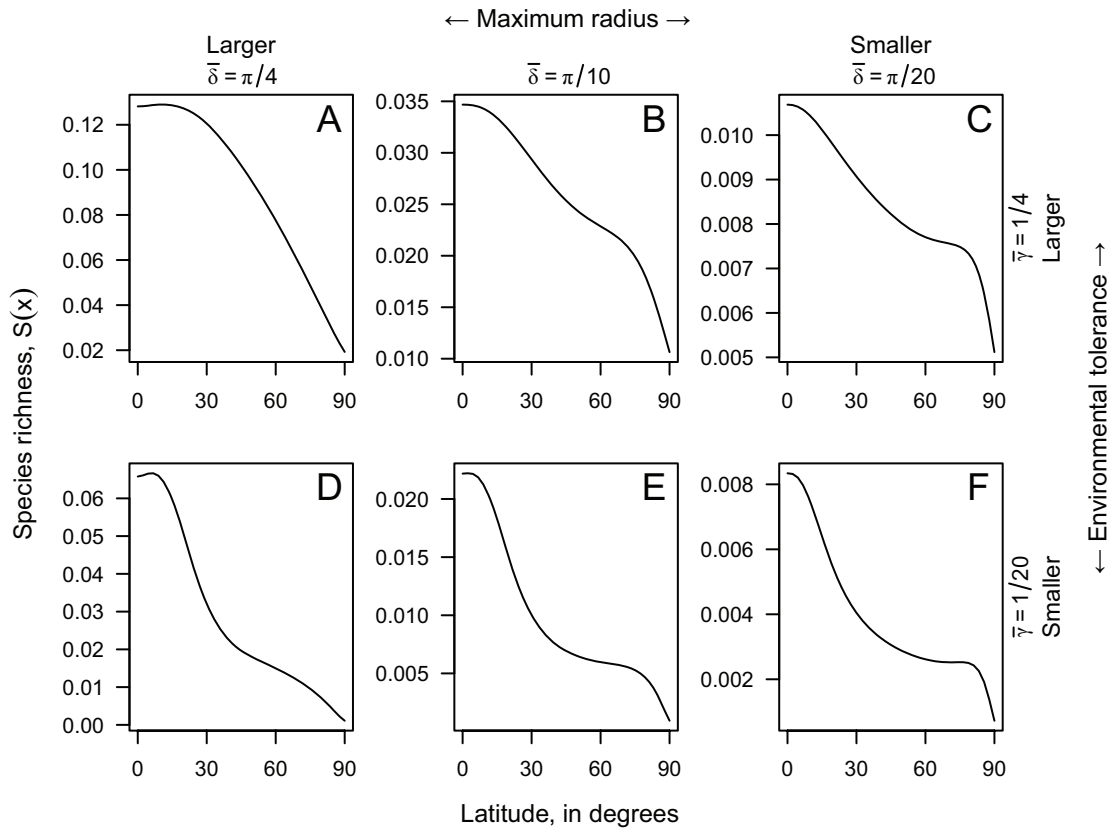 ← Maximum radius →
Larger
Smaller
δ̅ = π/4
δ̅ = π/10
δ̅ = π/20
A
0.12
0.10
0.08
0.06
0.04
0.02
0 30 60 90
B
0.035
0.030
0.025
0.020
0.015
0.010
0 30 60 90
C
0.010
0.009
0.008
0.007
0.006
0.005
0 30 60 90
γ̅ = 1/4
Larger
D
0.06
0.05
0.04
0.03
0.02
0.01
0.00
0 30 60 90
E
0.020
0.015
0.010
0.005
0 30 60 90
F
0.008
0.006
0.004
0.002
0 30 60 90
γ̅ = 1/20
Smaller
Species richness, S(x)
← Environmental tolerance →
Latitude, in degrees